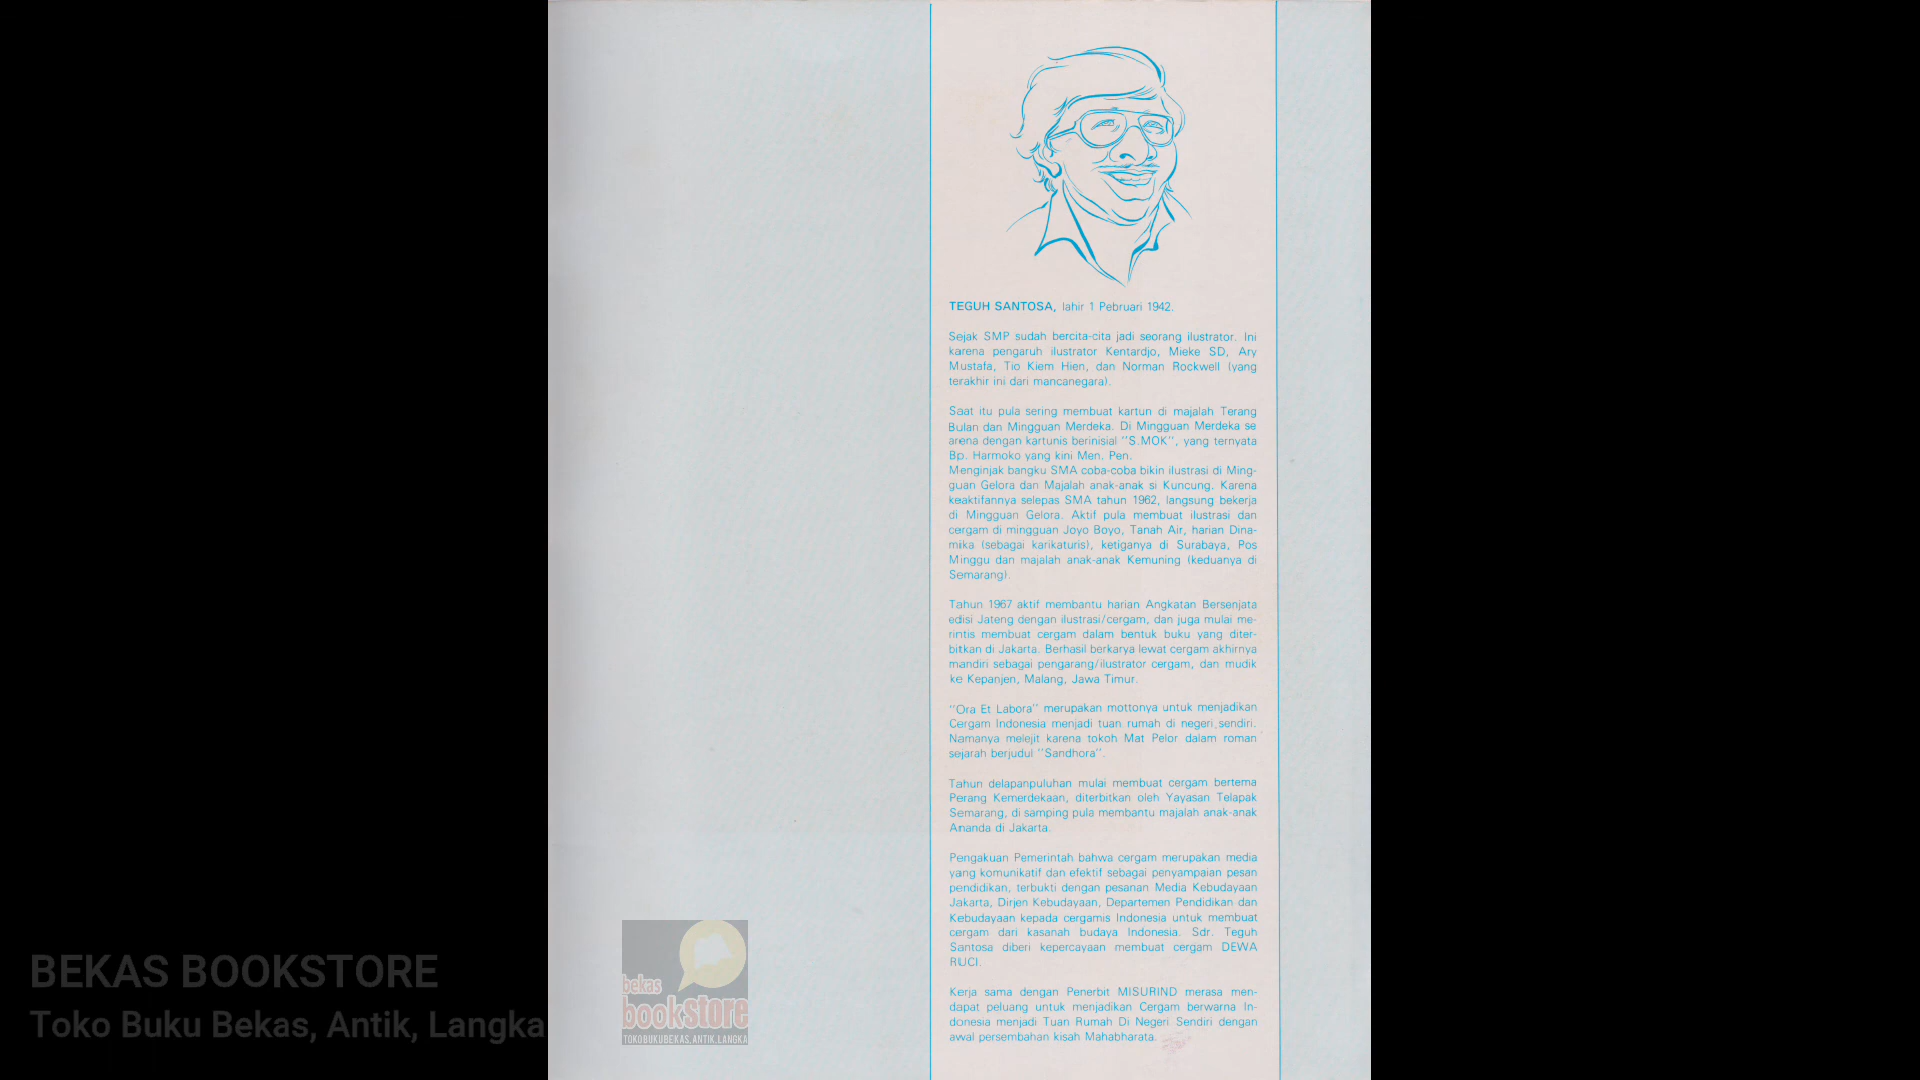 TEGUH SANTOSA, lahir 1 Pebruari 1942.
Sejak SMP sudah bercita-cita jadi seorang ilustrator. Ini
karena pengaruh ilustrator Kentardjo, Mieke SD, Ary
Mustafa, Tio Kiem Hien, dan Norman Rockwell (yang
terakhir ini dari mancanegara).
Saat itu pula sering membuat kartun di majalah Terang
Bulan dan Mingguan Merdeka. Di Mingguan Merdeka se
arena dengan kartunis berinisial ''S.MOK'', yang ternyata
Bp. Harmoko yang kini Men. Pen.
Menginjak bangku SMA coba-coba bikin ilustrasi di Ming-
guan Gelora dan Majalah anak-anak si Kuncung. Karena
keaktifannya selepas SMA tahun 1962, langsung bekerja
di Mingguan Gelora. Aktif pula membuat ilustrasi dan
cergam di mingguan Joyo Boyo, Tanah Air, harian Dina-
mika (sebagai karikaturis), ketiganya di Surabaya, Pos
Minggu dan majalah anak-anak Kemuning (keduanya di
Semarang).
Tahun 1967 aktif membantu harian Angkatan Bersenjata
edisi Jateng dengan ilustrasi/cergam, dan juga mulai me-
rintis membuat cergam dalam bentuk buku yang diter-
bitkan di Jakarta. Berhasil berkarya lewat cergam akhirnya
mandiri sebagai pengarang/ilustrator cergam, dan mudik
ke Kepanjen, Malang, Jawa Timur.
''Ora Et Labora'' merupakan mottonya untuk menjadikan
Cergam Indonesia menjadi tuan rumah di negeri sendiri.
Namanya melejit karena tokoh Mat Pelor dalam roman
sejarah berjudul ''Sandhora''.
Tahun delapanpuluhan mulai membuat cergam bertema
Perang Kemerdekaan, diterbitkan oleh Yayasan Telapak
Semarang, di samping pula membantu majalah anak-anak
Ananda di Jakarta.
Pengakuan Pemerintah bahwa cergam merupakan media
yang komunikatif dan efektif sebagai penyampaian pesan
pendidikan, terbukti dengan pesanan Media Kebudayaan
Jakarta, Dirjen Kebudayaan, Departemen Pendidikan dan
Kebudayaan kepada cergamis Indonesia untuk membuat
cergam dari kasanah budaya Indonesia. Sdr. Teguh
Santosa diberi kepercayaan membuat cergam DEWA
RUCI.
Kerja sama dengan Penerbit MISURIND merasa men-
dapat peluang untuk menjadikan Cergam berwarna In-
donesia menjadi Tuan Rumah Di Negeri Sendiri dengan
awal persembahan kisah Mahabharata.
BEKAS BOOKSTORE
Toko Buku Bekas, Antik, Langka
bekas
bookstore
TOKOBUKUBEKAS, ANTIK, LANGKA